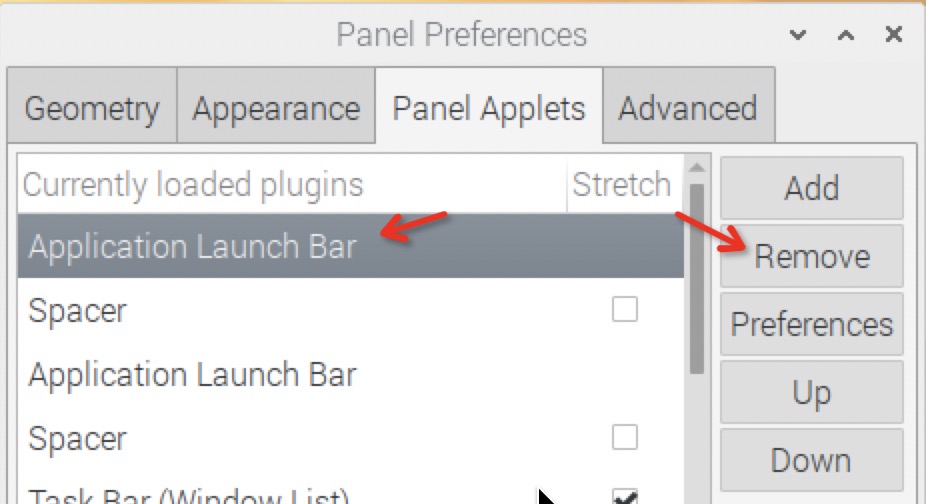 Panel Preferences
Geometry Appearance Panel Applets Advanced
Currently loaded plugins Stretch
Add
Application Launch Bar
Remove
Spacer
Preferences
Application Launch Bar
Up
Spacer
Down
Task Bar (Window List)